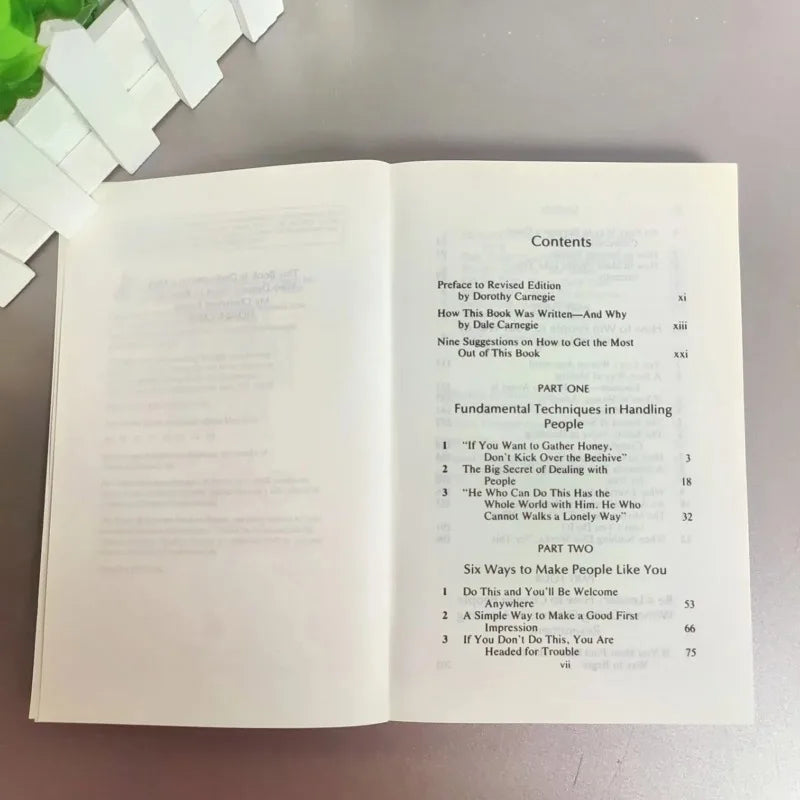 Contents
Preface to Revised Edition
by Dorothy Carnegie xi
How This Book Was Written—And Why
by Dale Carnegie xiii
Nine Suggestions on How to Get the Most
Out of This Book xxi
PART ONE
Fundamental Techniques in Handling
People
1 "If You Want to Gather Honey,
Don't Kick Over the Beehive" 3
2 The Big Secret of Dealing with
People 18
3 "He Who Can Do This Has the
Whole World with Him. He Who
Cannot Walks a Lonely Way" 32
PART TWO
Six Ways to Make People Like You
1 Do This and You'll Be Welcome
Anywhere 53
2 A Simple Way to Make a Good First
Impression 66
3 If You Don't Do This, You Are
Headed for Trouble 75
vii